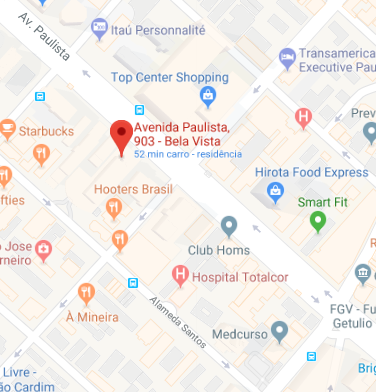 Av. Paulista
Itaú Personnalité
Transamerica
Executive Pau
Top Center Shopping
Prev
Starbucks
Avenida Paulista,
903 - Bela Vista
52 min carro - residência
Hirota Food Express
Hooters Brasil
fties
Smart Fit
Club Homs
R
o Jose
rneiro
Hospital Totalcor
FGV - Fu
Getulio
À Mineira
Alameda Santos
Medcurso
Livre -
ão Cardim
Brig
H
H